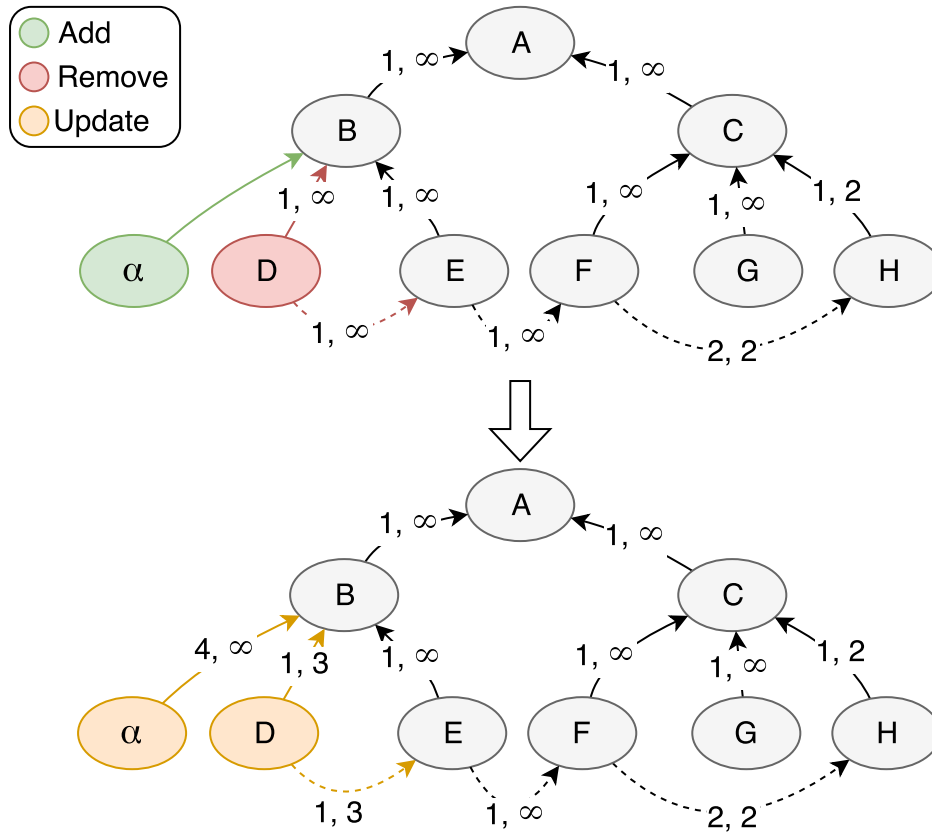 Add
Remove
Update
A
1, ∞
1, ∞
B
C
1, ∞
1, ∞
1, ∞
1, ∞
1, 2
α
D
E
F
G
H
1, ∞
1, ∞
2, 2
A
1, ∞
1, ∞
B
C
4, ∞
1, 3
1, ∞
1, ∞
1, ∞
1, 2
α
D
E
F
G
H
1, 3
1, ∞
2, 2